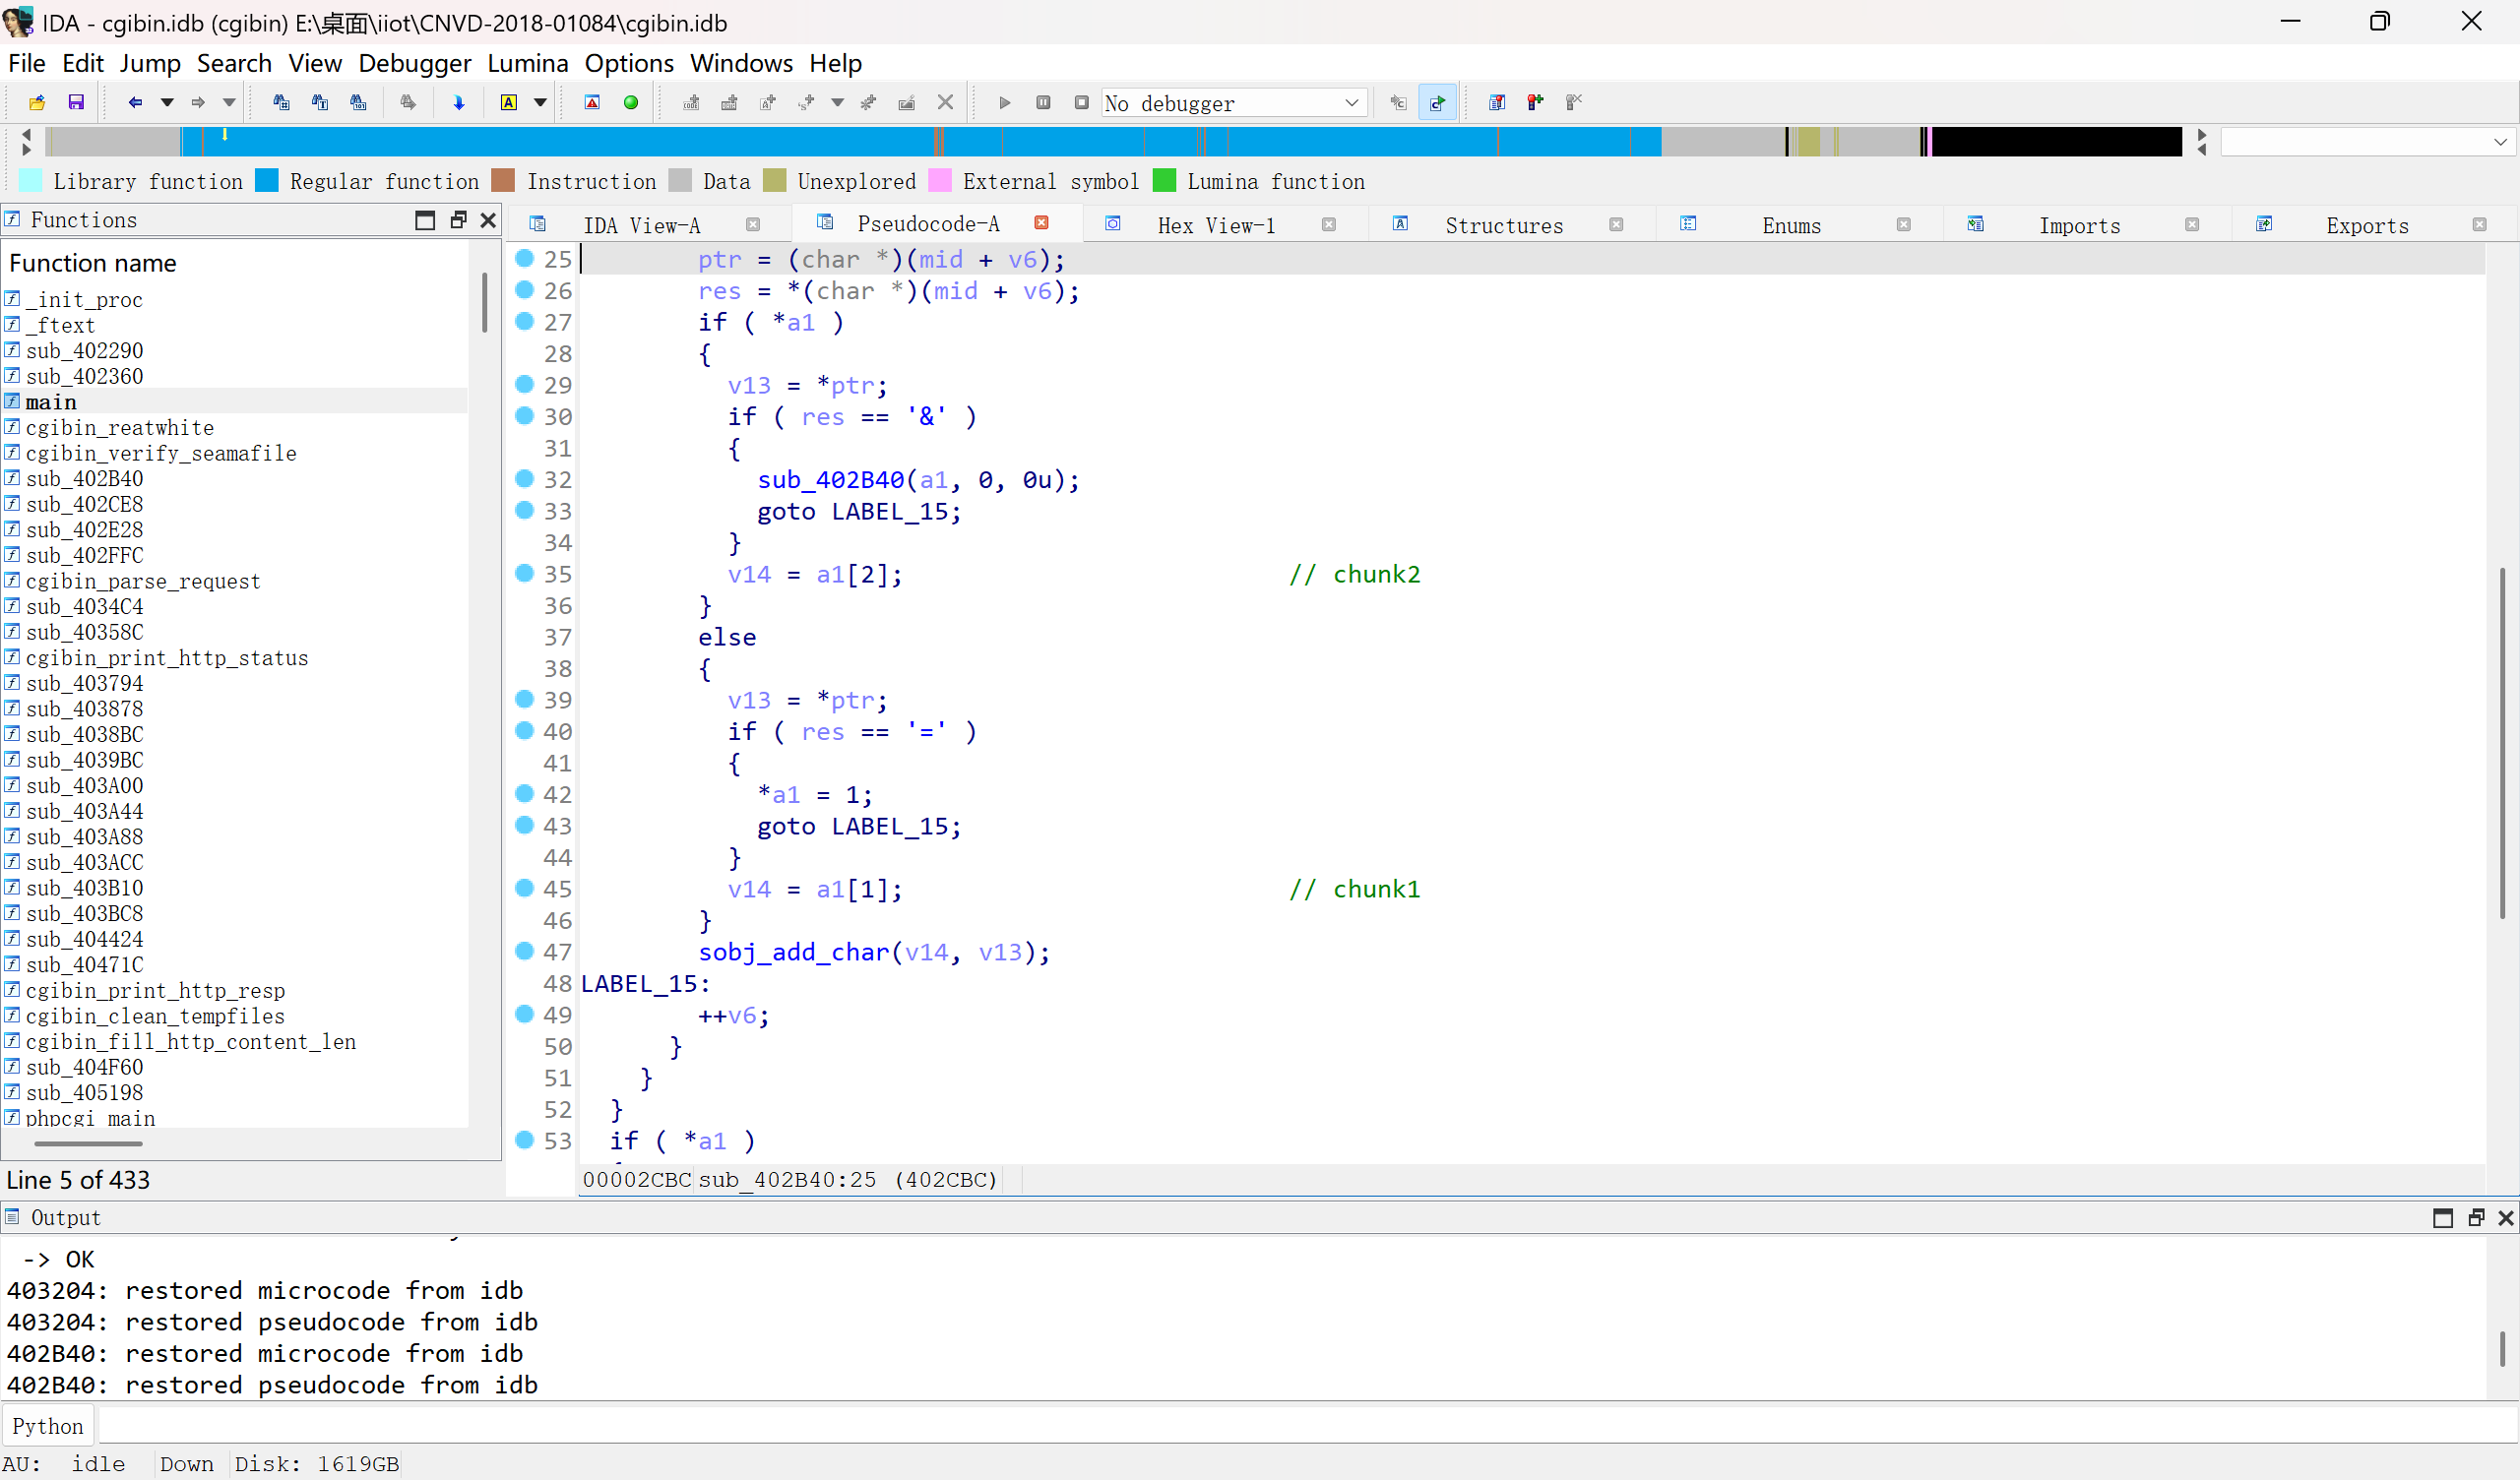 IDA - cgibin.idb (cgibin) E:\桌面\iiot\CNVD-2018-01084\cgibin.idb
File Edit Jump Search View Debugger Lumina Options Windows Help
No debugger
Library function Regular function Instruction Data Unexplored External symbol Lumina function
Functions
Function name
_init_proc
_ftext
sub_402290
sub_402360
main
cgibin_reatwhite
cgibin_verify_seamafile
sub_402B40
sub_402CE8
sub_402E28
sub_402FFC
cgibin_parse_request
sub_4034C4
sub_40358C
cgibin_print_http_status
sub_403794
sub_403878
sub_4038BC
sub_4039BC
sub_403A00
sub_403A44
sub_403A88
sub_403ACC
sub_403B10
sub_403BC8
sub_404424
sub_40471C
cgibin_print_http_resp
cgibin_clean_tempfiles
cgibin_fill_http_content_len
sub_404F60
sub_405198
phpcgi_main
Line 5 of 433
IDA View-A Pseudocode-A Hex View-1 Structures Enums Imports Exports
25 ptr = (char *)(mid + v6);
26 res = *(char *)(mid + v6);
27 if ( *a1 )
28 {
29 v13 = *ptr;
30 if ( res == '&' )
31 {
32 sub_402B40(a1, 0, 0u);
33 goto LABEL_15;
34 }
35 v14 = a1[2]; // chunk2
36 }
37 else
38 {
39 v13 = *ptr;
40 if ( res == '=' )
41 {
42 *a1 = 1;
43 goto LABEL_15;
44 }
45 v14 = a1[1]; // chunk1
46 }
47 sobj_add_char(v14, v13);
48 LABEL_15:
49 ++v6;
50 }
51 }
52 }
53 if ( *a1 )
00002CBC sub_402B40:25 (402CBC)
Output
-> OK
403204: restored microcode from idb
403204: restored pseudocode from idb
402B40: restored microcode from idb
402B40: restored pseudocode from idb
Python
AU: idle Down Disk: 1619GB